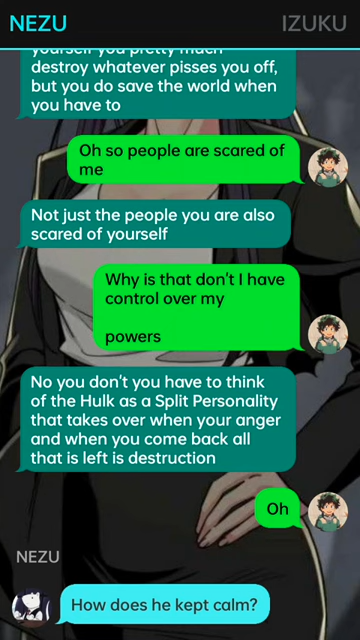 NEZU
IZUKU
yourself you pretty much
destroy whatever pisses you off,
but you do save the world when
you have to
Oh so people are scared of
me
Not just the people you are also
scared of yourself
Why is that don't I have
control over my
powers
No you don't you have to think
of the Hulk as a Split Personality
that takes over when your anger
and when you come back all
that is left is destruction
Oh
NEZU
How does he kept calm?